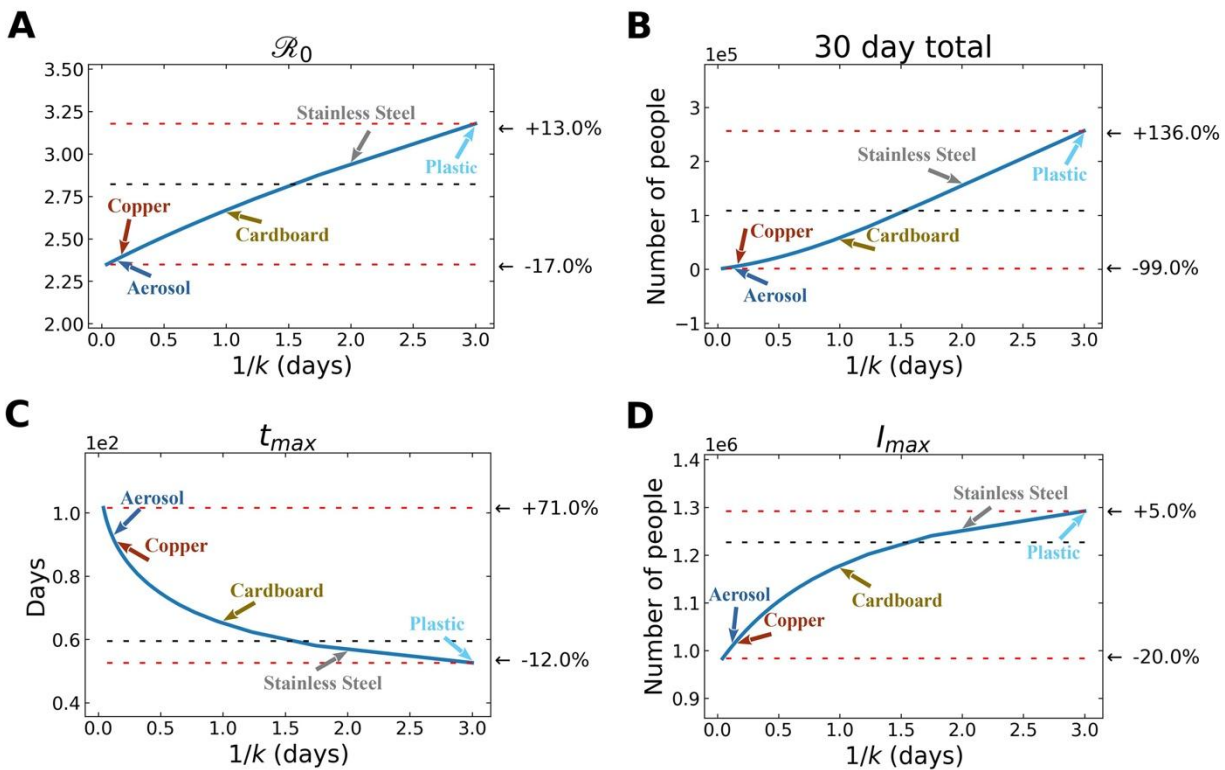 A
ℛ0
3.50
3.25
3.00
2.75
2.50
2.25
2.00
Stainless Steel
← +13.0%
Plastic
Copper
Cardboard
← -17.0%
Aerosol
0.0 0.5 1.0 1.5 2.0 2.5 3.0
1/k (days)
B
30 day total
1e5
Number of people
3
2
1
0
−1
← +136.0%
Stainless Steel
Plastic
Copper
Cardboard
← -99.0%
Aerosol
0.0 0.5 1.0 1.5 2.0 2.5 3.0
1/k (days)
C
tmax
1e2
Days
1.0
0.8
0.6
0.4
Aerosol
← +71.0%
Copper
Cardboard
Plastic
← -12.0%
Stainless Steel
0.0 0.5 1.0 1.5 2.0 2.5 3.0
1/k (days)
D
Imax
1e6
Number of people
1.4
1.3
1.2
1.1
1.0
0.9
Stainless Steel
← +5.0%
Plastic
Cardboard
Aerosol
Copper
← -20.0%
0.0 0.5 1.0 1.5 2.0 2.5 3.0
1/k (days)